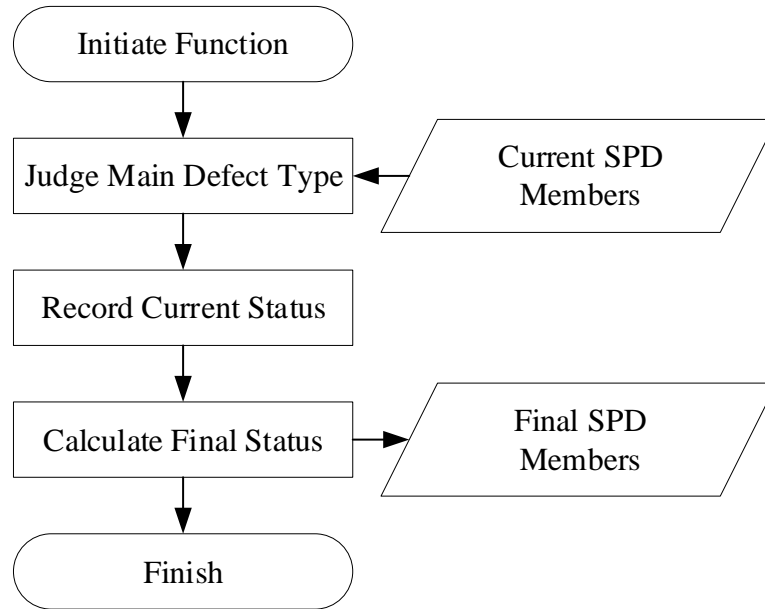 Initiate Function
Judge Main Defect Type
Current SPD
Members
Record Current Status
Calculate Final Status
Final SPD
Members
Finish